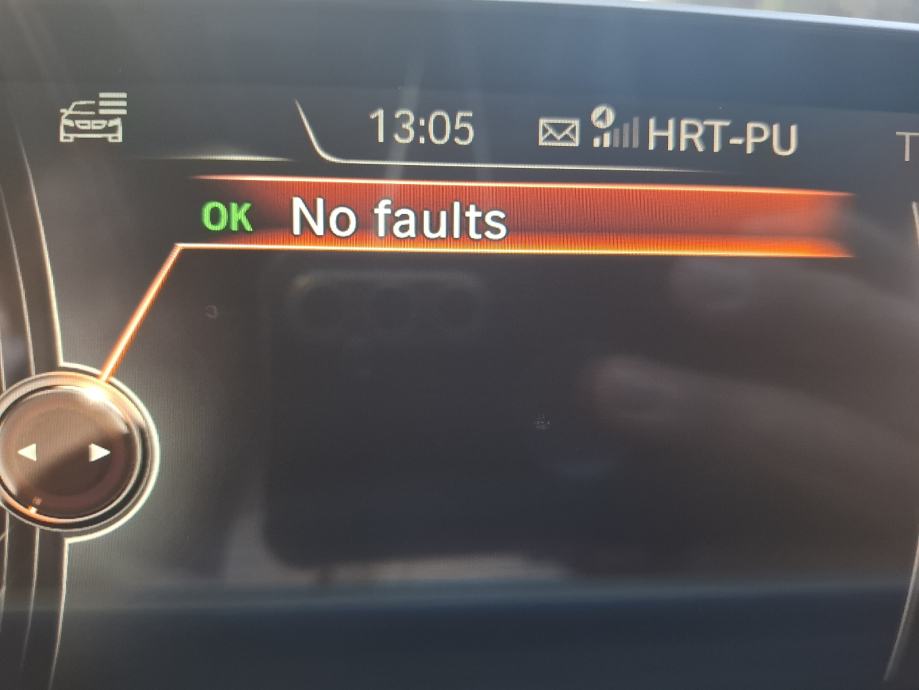 13:05 HRT-PU T
OK No faults